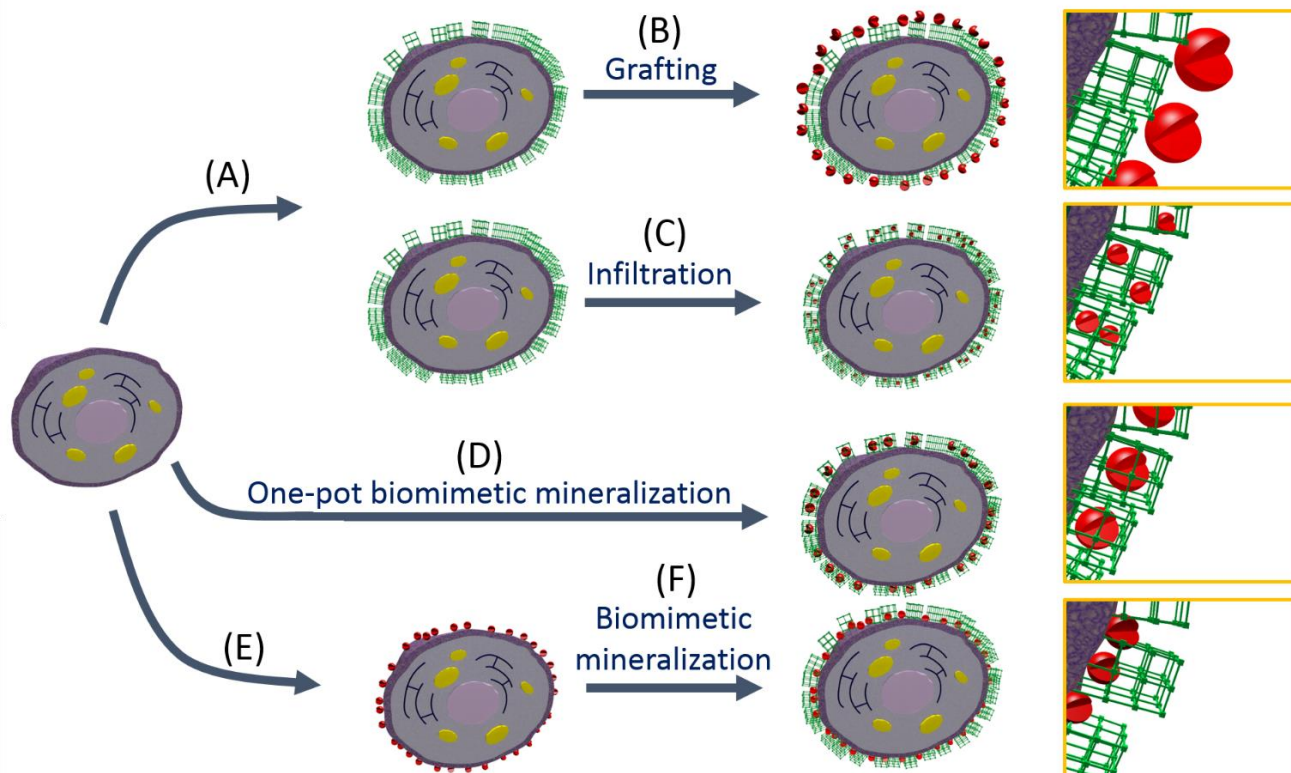 (B)
Grafting
(A)
(C)
Infiltration
(D)
One-pot biomimetic mineralization
(F)
Biomimetic
mineralization
(E)